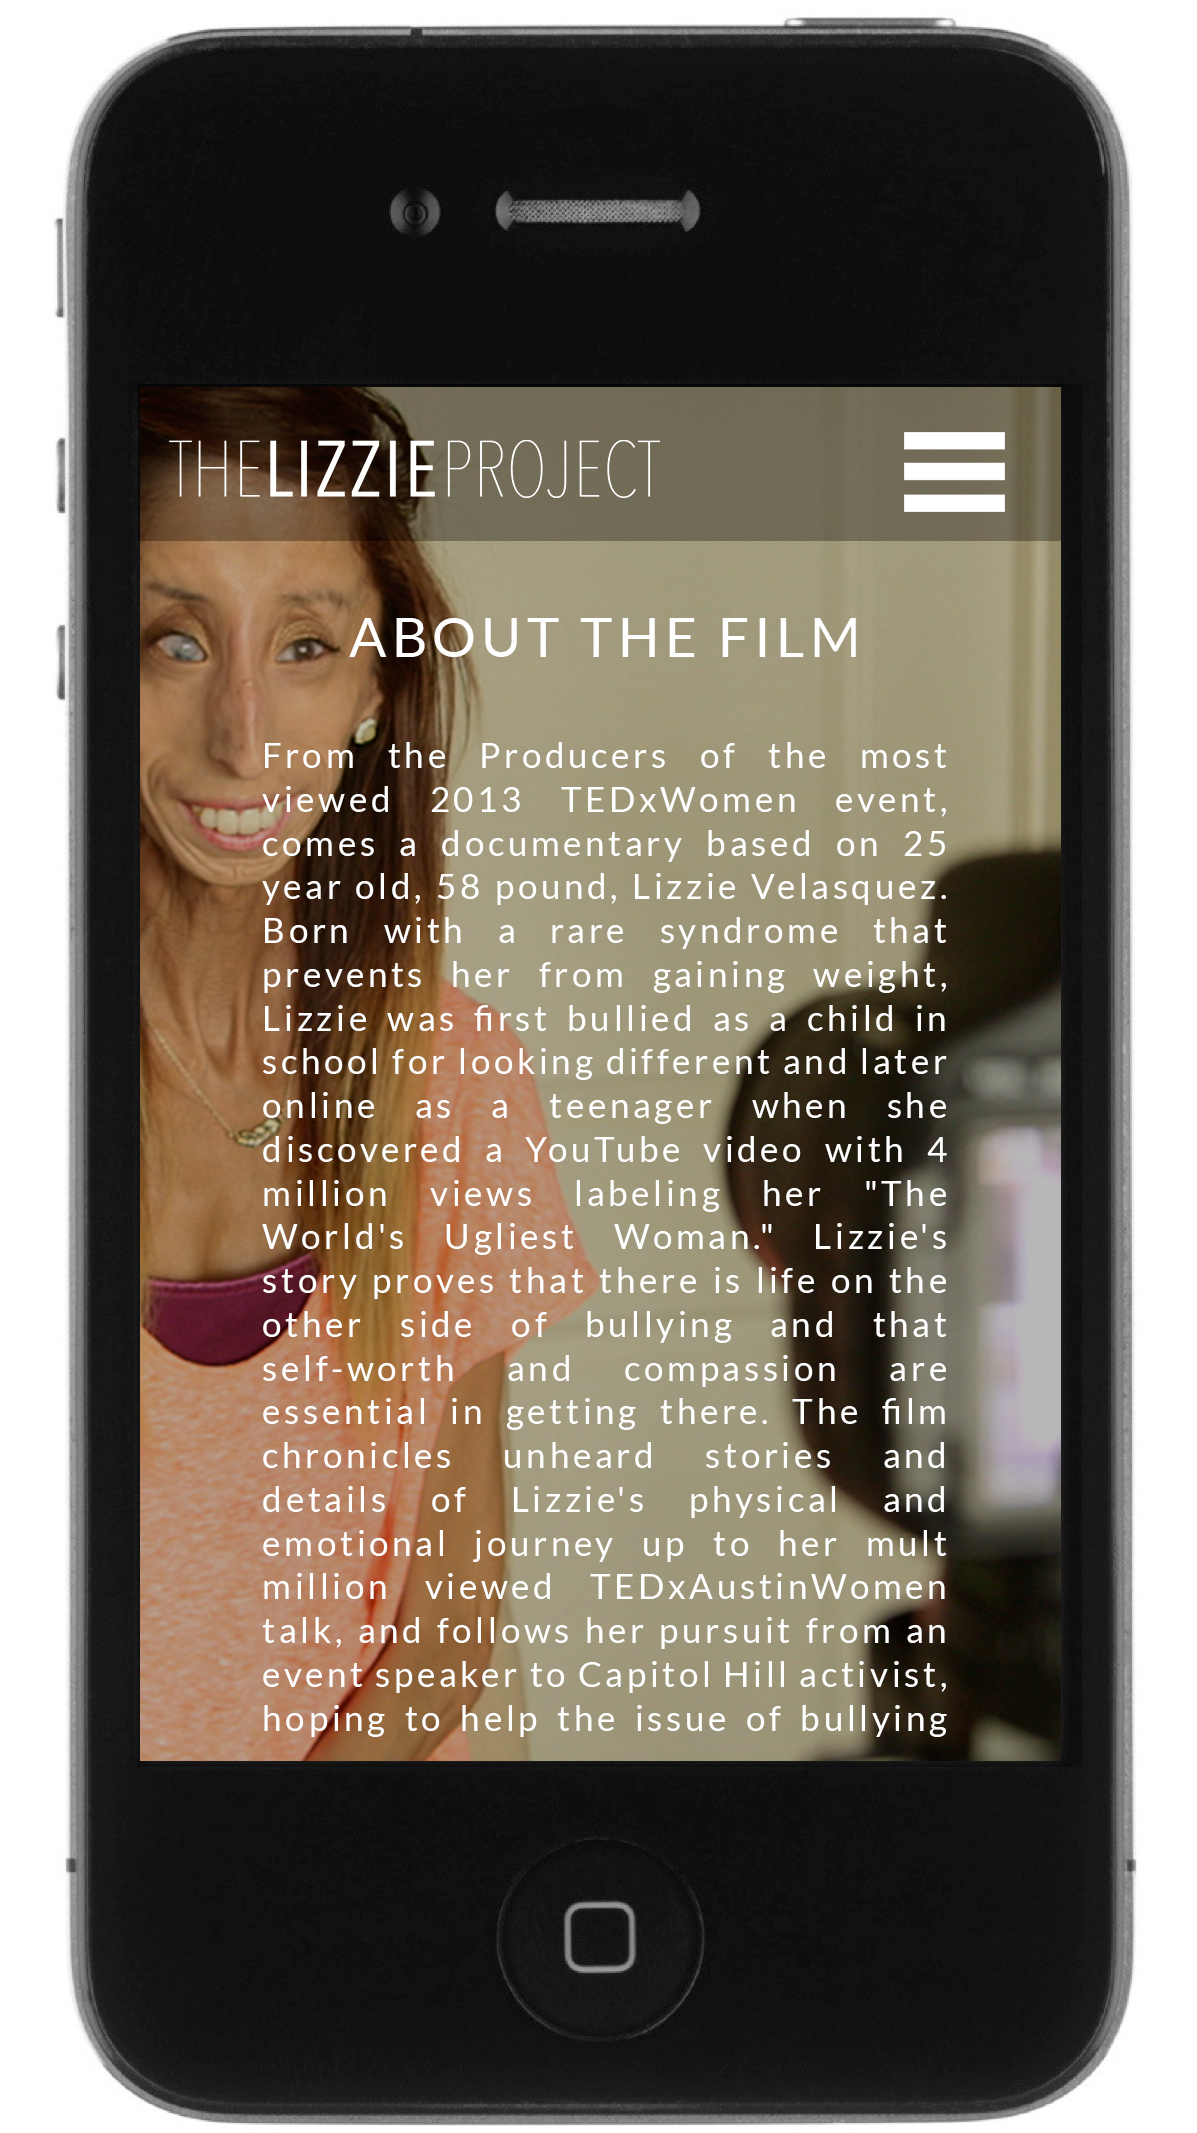 THELIZZIEPROJECT
ABOUT THE FILM
From the Producers of the most
viewed 2013 TEDxWomen event,
comes a documentary based on 25
year old, 58 pound, Lizzie Velasquez.
Born with a rare syndrome that
prevents her from gaining weight,
Lizzie was first bullied as a child in
school for looking different and later
online as a teenager when she
discovered a YouTube video with 4
million views labeling her "The
World's Ugliest Woman." Lizzie's
story proves that there is life on the
other side of bullying and that
self-worth and compassion are
essential in getting there. The film
chronicles unheard stories and
details of Lizzie's physical and
emotional journey up to her mult
million viewed TEDxAustinWomen
talk, and follows her pursuit from an
event speaker to Capitol Hill activist,
hoping to help the issue of bullying